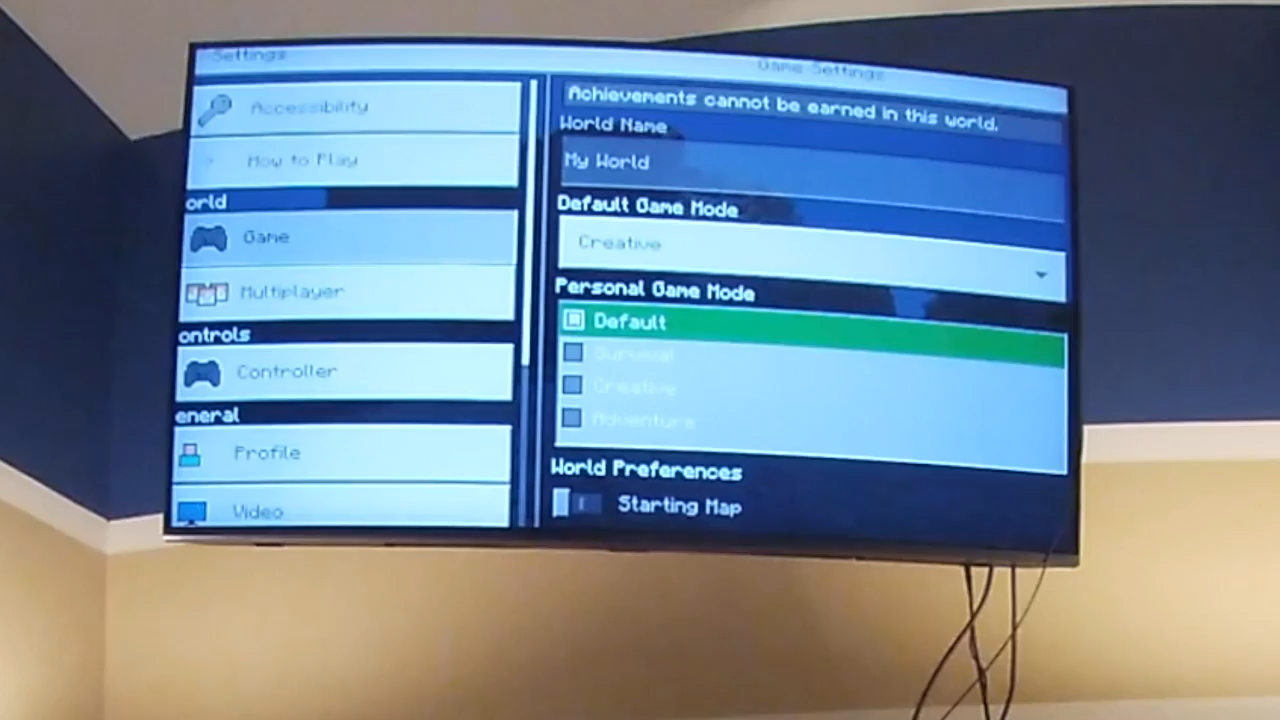 Settings
Game Settings
Accessibility
How to Play
orld
Game
Multiplayer
ontrols
Controller
eneral
Profile
Video
Achievements cannot be earned in this world.
World Name
My World
Default Game Mode
Creative
Personal Game Mode
Default
Survival
Creative
Adventure
World Preferences
Starting Map